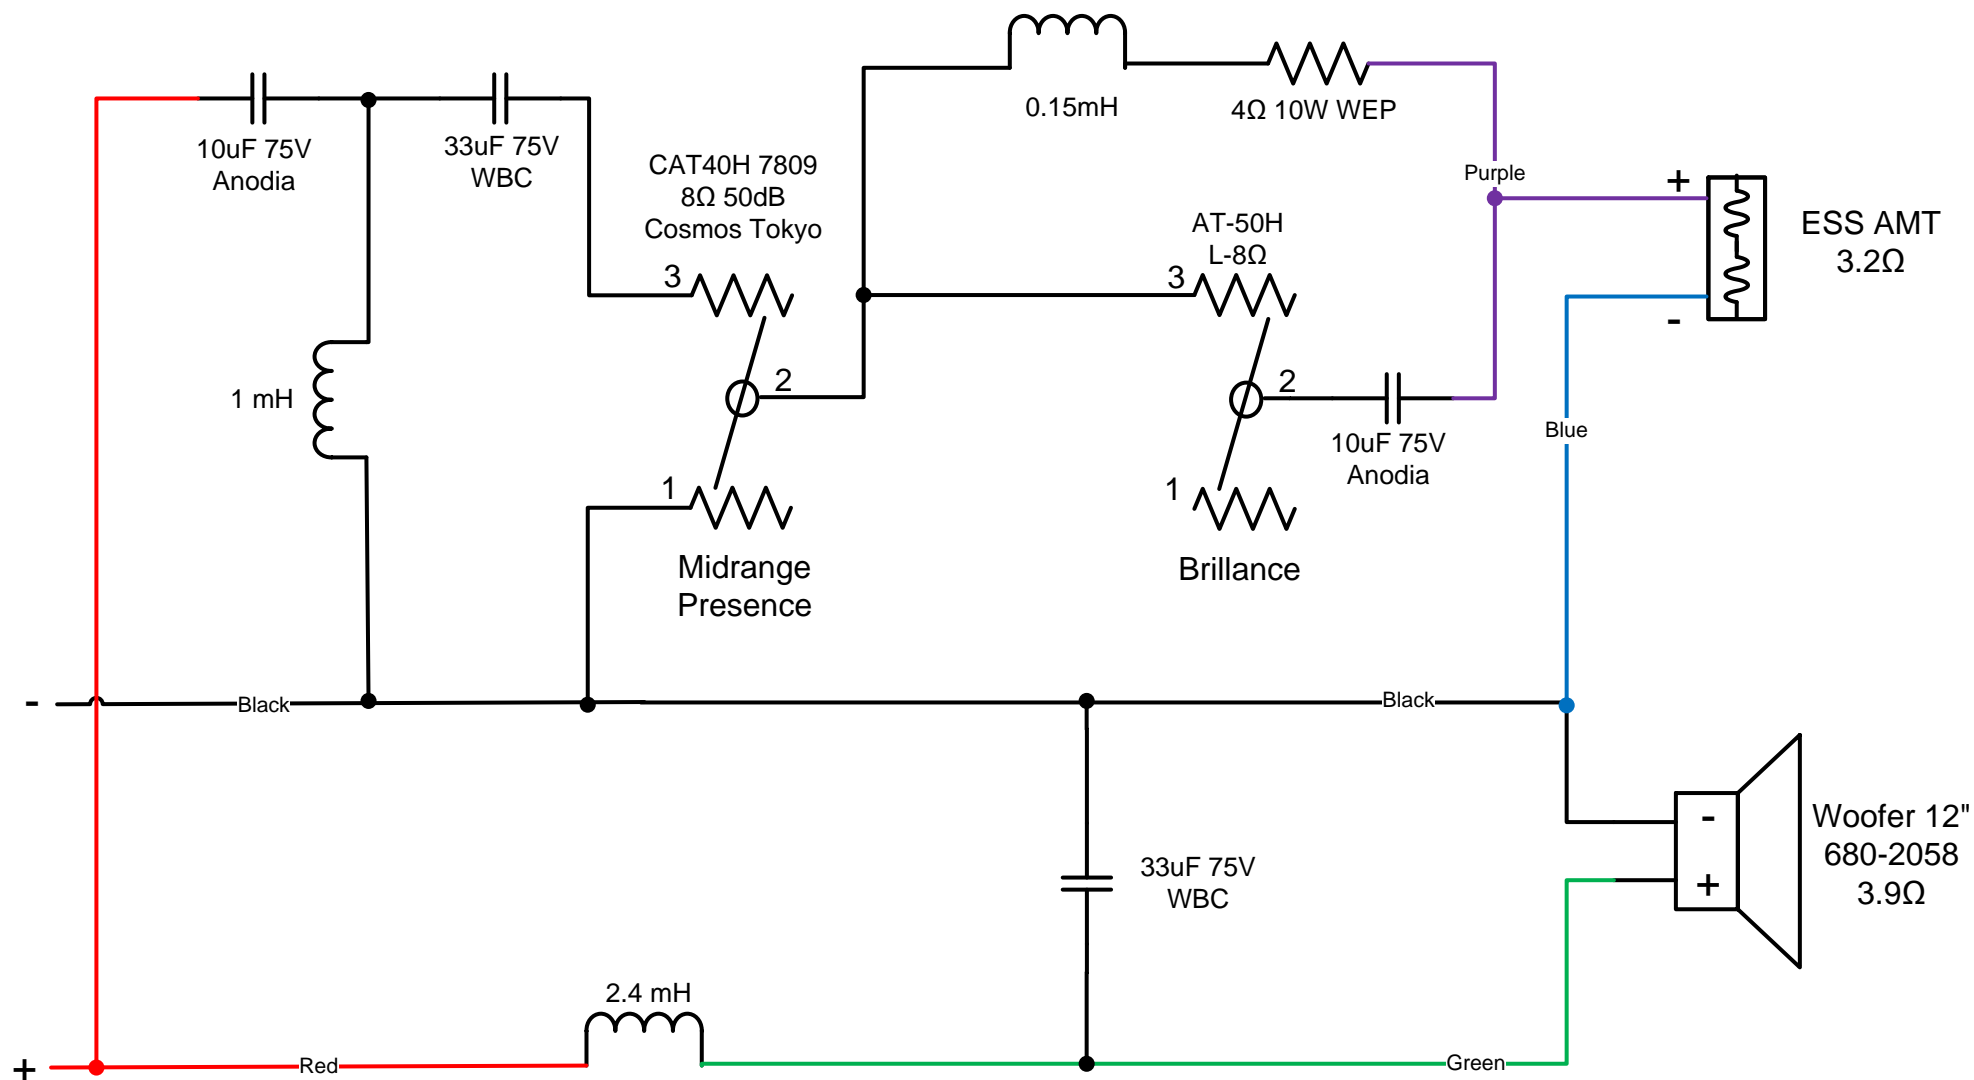 0.15mH
4Ω 10W WEP
10uF 75V
Anodia
33uF 75V
WBC
CAT40H 7809
8Ω 50dB
Cosmos Tokyo
Purple
+
ESS AMT
3.2Ω
-
AT-50H
L-8Ω
3
3
2
2
1 mH
10uF 75V
Anodia
Blue
1
1
Midrange
Presence
Brillance
-
Black
Black
-
+
Woofer 12"
680-2058
3.9Ω
33uF 75V
WBC
2.4 mH
+
Red
Green